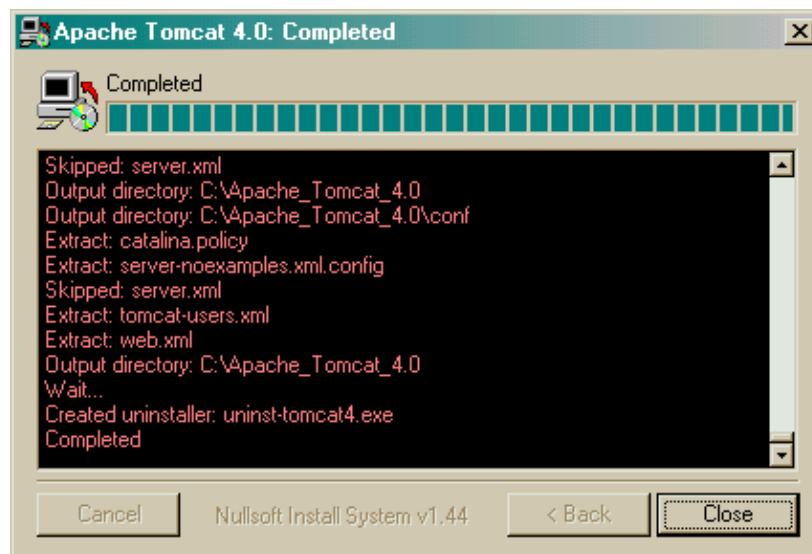 Apache Tomcat 4.0: Completed
Completed
Skipped: server.xml
Output directory: C:\Apache_Tomcat_4.0
Output directory: C:\Apache_Tomcat_4.0\conf
Extract: catalina.policy
Extract: server-noexamples.xml.config
Skipped: server.xml
Extract: tomcat-users.xml
Extract: web.xml
Output directory: C:\Apache_Tomcat_4.0
Wait...
Created uninstaller: uninst-tomcat4.exe
Completed
Cancel Nullsoft Install System v1.44 < Back Close